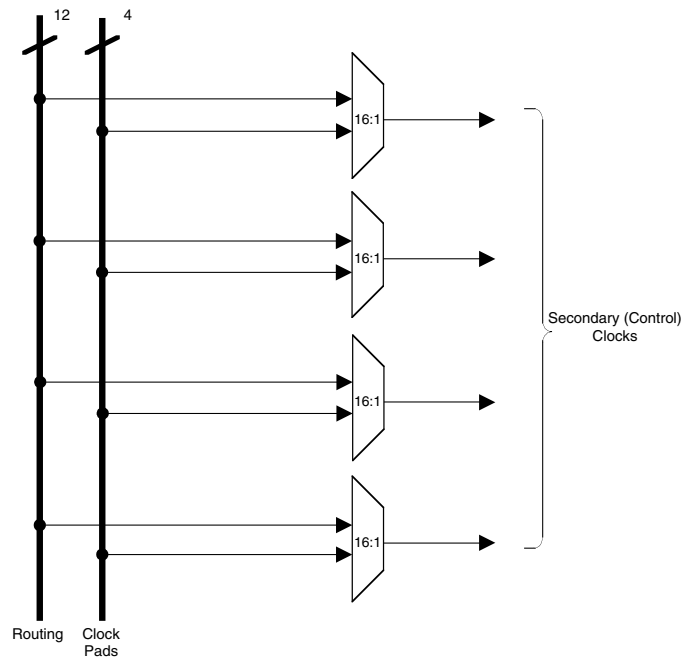 12
4
16:1
16:1
16:1
16:1
Secondary (Control)
Clocks
Routing
Clock
Pads